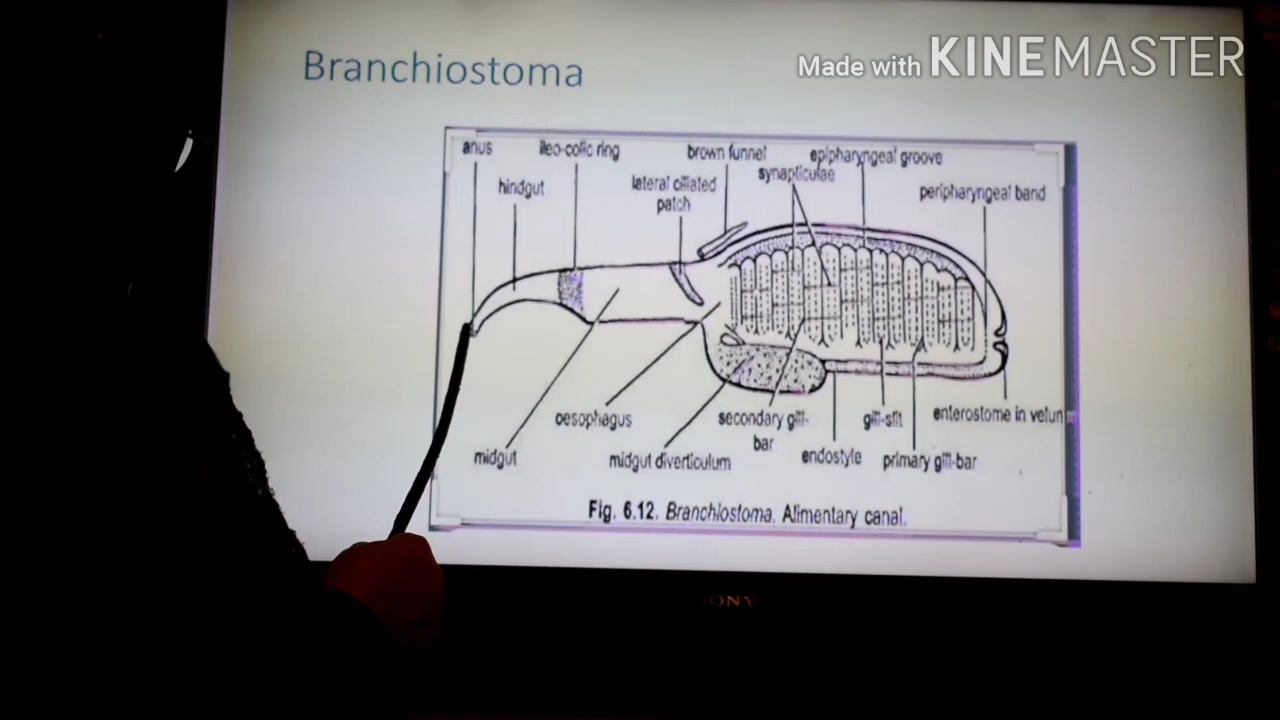 Branchiostoma
Made with KINEMASTER
anus
ileo-colic ring
brown funnel
epipharyngeal groove
synapticulae
hindgut
lateral ciliated
patch
peripharyngeal band
oesophagus
secondary gill-
bar
gill-slit
enterostome in velun
midgut
midgut diverticulum
endostyle
primary gill-bar
Fig. 6.12. Branchiostoma. Alimentary canal.
SONY